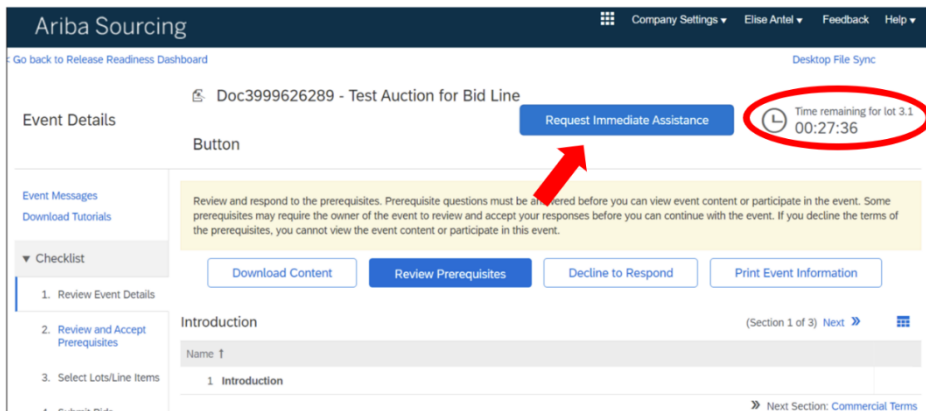 Ariba Sourcing
Company Settings ▾ Elise Antel ▾ Feedback Help ▾
Go back to Release Readiness Dashboard
Desktop File Sync
Event Details
Doc3999626289 - Test Auction for Bid Line
Button
Request Immediate Assistance
Time remaining for lot 3.1
00:27:36
Event Messages
Download Tutorials
▼ Checklist
1. Review Event Details
2. Review and Accept
Prerequisites
3. Select Lots/Line Items
4. Submit Bids
Review and respond to the prerequisites. Prerequisite questions must be answered before you can view event content or participate in the event. Some
prerequisites may require the owner of the event to review and accept your responses before you can continue with the event. If you decline the terms of
the prerequisites, you cannot view the event content or participate in this event.
Download Content
Review Prerequisites
Decline to Respond
Print Event Information
Introduction
(Section 1 of 3) Next »
Name ↑
1 Introduction
» Next Section: Commercial Terms